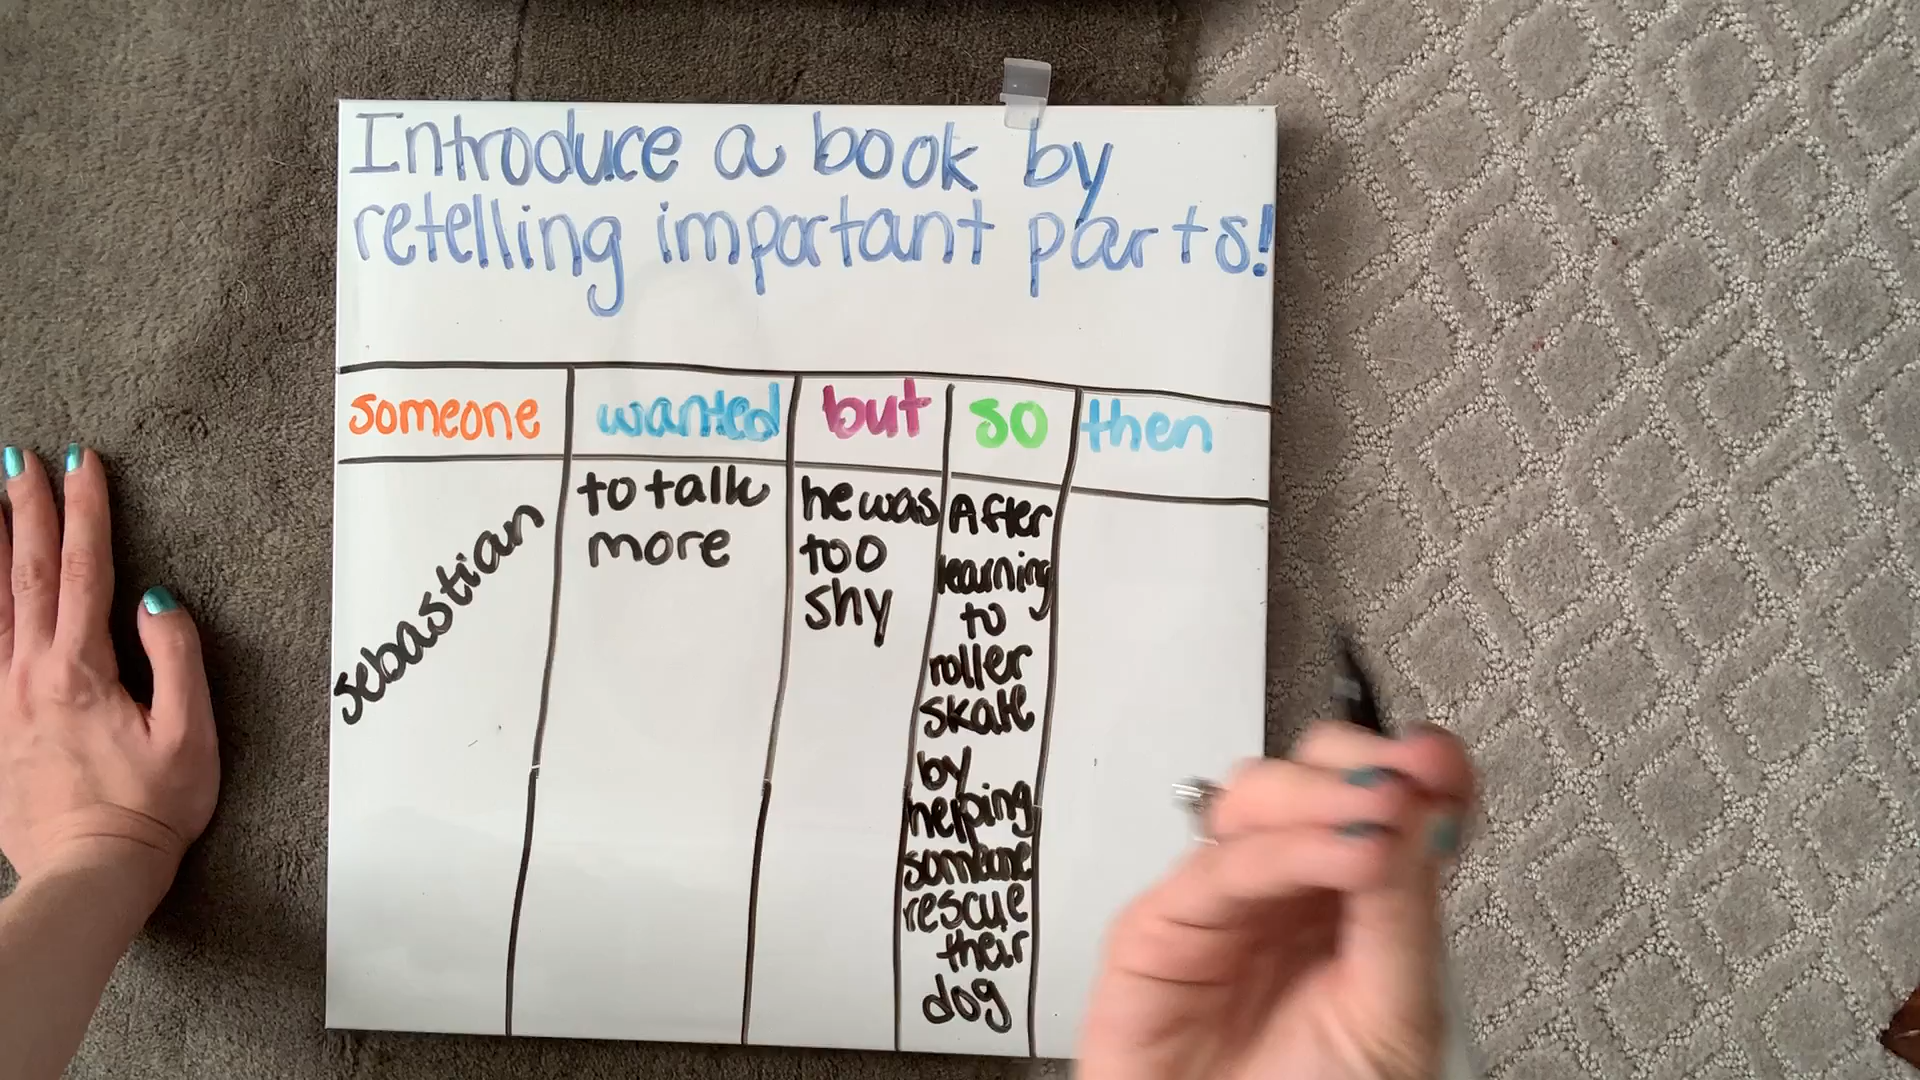 Introduce a book by
retelling important parts!
someone
wanted
but
so
then
sebastian
to talk
more
he was
too
shy
After
learning
to
roller
skate
by
helping
someone
rescue
their
dog